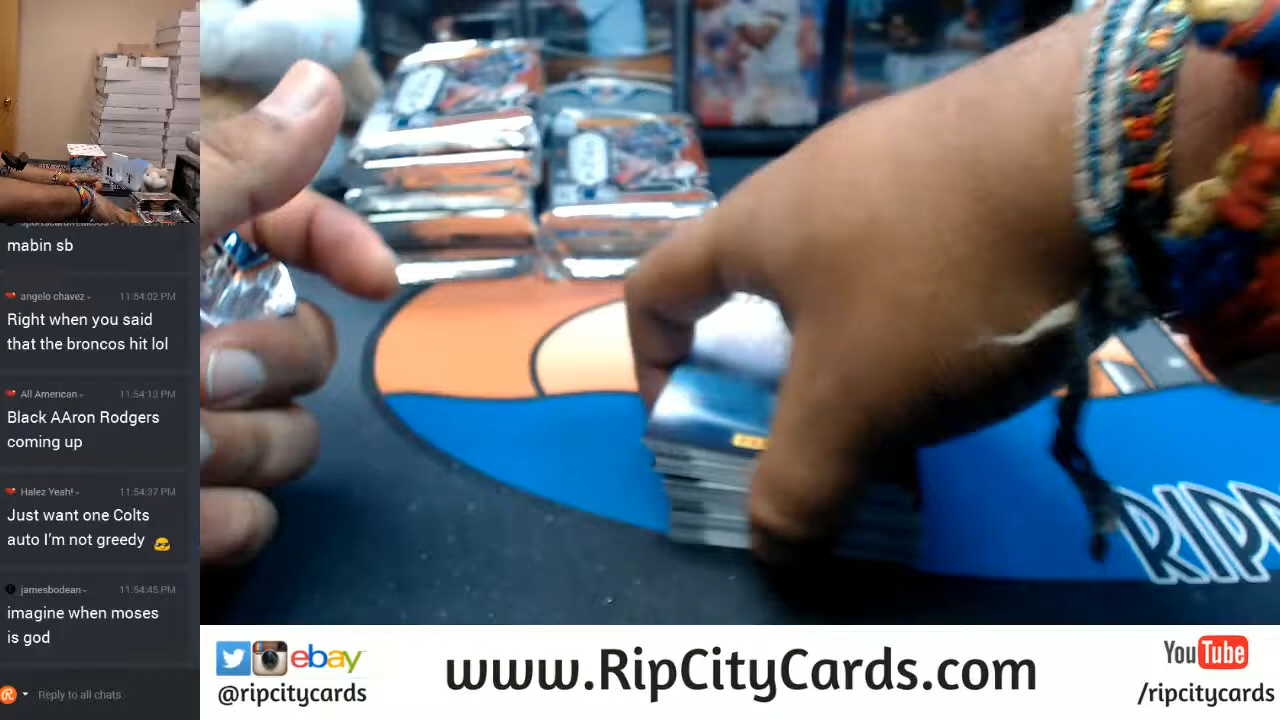 mabin sb
angelo chavez 11:54:02 PM
Right when you said
that the broncos hit lol
All American 11:54:13 PM
Black AAron Rodgers
coming up
Halez Yeah! 11:54:37 PM
Just want one Colts
auto I'm not greedy
jamesbodean 11:54:45 PM
imagine when moses
is god
Reply to all chats
RIPP
ebay
@ripcitycards
www.RipCityCards.com
YouTube
/ripcitycards